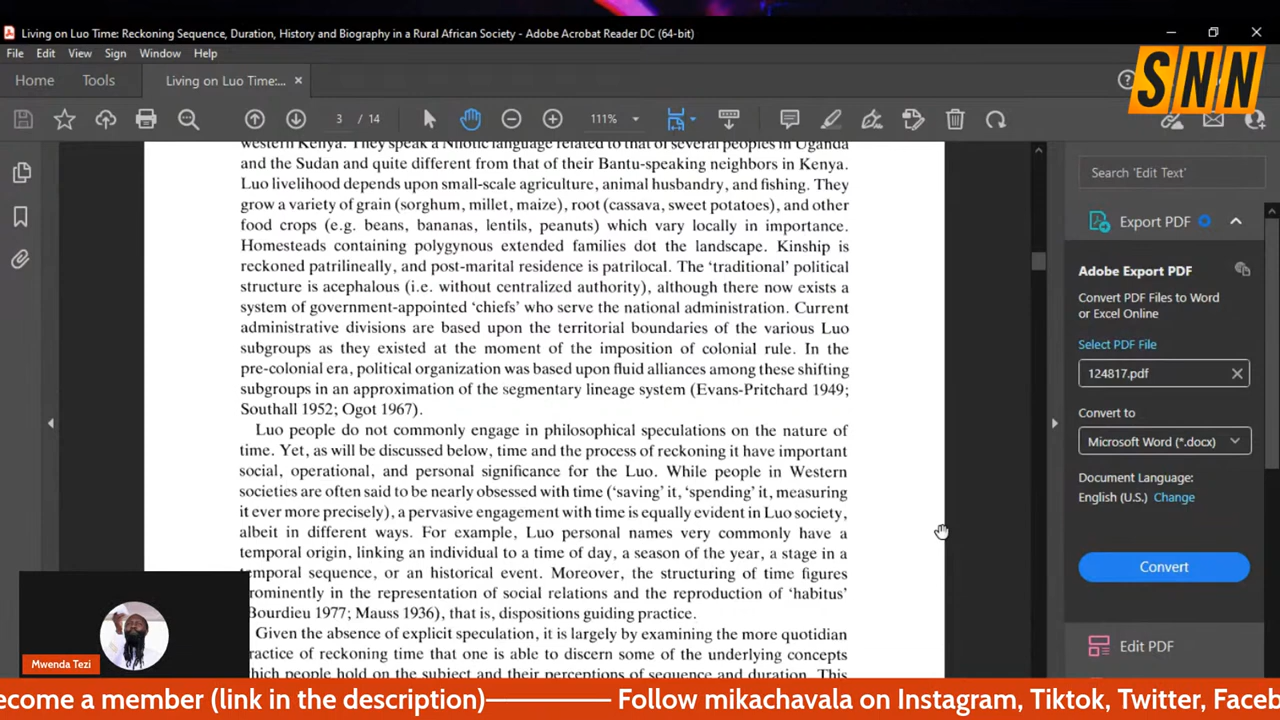 Living on Luo Time: Reckoning Sequence, Duration, History and Biography in a Rural African Society - Adobe Acrobat Reader DC (64-bit)
File Edit View Sign Window Help
Home Tools Living on Luo Time:... ×
SNN
3 / 14 111%
western Kenya. They speak a Nilotic language related to that of several peoples in Uganda
and the Sudan and quite different from that of their Bantu-speaking neighbors in Kenya.
Luo livelihood depends upon small-scale agriculture, animal husbandry, and fishing. They
grow a variety of grain (sorghum, millet, maize), root (cassava, sweet potatoes), and other
food crops (e.g. beans, bananas, lentils, peanuts) which vary locally in importance.
Homesteads containing polygynous extended families dot the landscape. Kinship is
reckoned patrilineally, and post-marital residence is patrilocal. The ‘traditional’ political
structure is acephalous (i.e. without centralized authority), although there now exists a
system of government-appointed ‘chiefs’ who serve the national administration. Current
administrative divisions are based upon the territorial boundaries of the various Luo
subgroups as they existed at the moment of the imposition of colonial rule. In the
pre-colonial era, political organization was based upon fluid alliances among these shifting
subgroups in an approximation of the segmentary lineage system (Evans-Pritchard 1949;
Southall 1952; Ogot 1967).
Luo people do not commonly engage in philosophical speculations on the nature of
time. Yet, as will be discussed below, time and the process of reckoning it have important
social, operational, and personal significance for the Luo. While people in Western
societies are often said to be nearly obsessed with time (‘saving’ it, ‘spending’ it, measuring
it ever more precisely), a pervasive engagement with time is equally evident in Luo society,
albeit in different ways. For example, Luo personal names very commonly have a
temporal origin, linking an individual to a time of day, a season of the year, a stage in a
temporal sequence, or an historical event. Moreover, the structuring of time figures
rominently in the representation of social relations and the reproduction of ‘habitus’
Bourdieu 1977; Mauss 1936), that is, dispositions guiding practice.
Given the absence of explicit speculation, it is largely by examining the more quotidian
ractice of reckoning time that one is able to discern some of the underlying concepts
which people hold on the subject and their perceptions of sequence and duration. This
Search 'Edit Text'
Export PDF
Adobe Export PDF
Convert PDF Files to Word
or Excel Online
Select PDF File
124817.pdf
Convert to
Microsoft Word (*.docx)
Document Language:
English (U.S.) Change
Convert
Edit PDF
Mwenda Tezi
ecome a member (link in the description)————— Follow mikachavala on Instagram, Tiktok, Twitter, Faceb